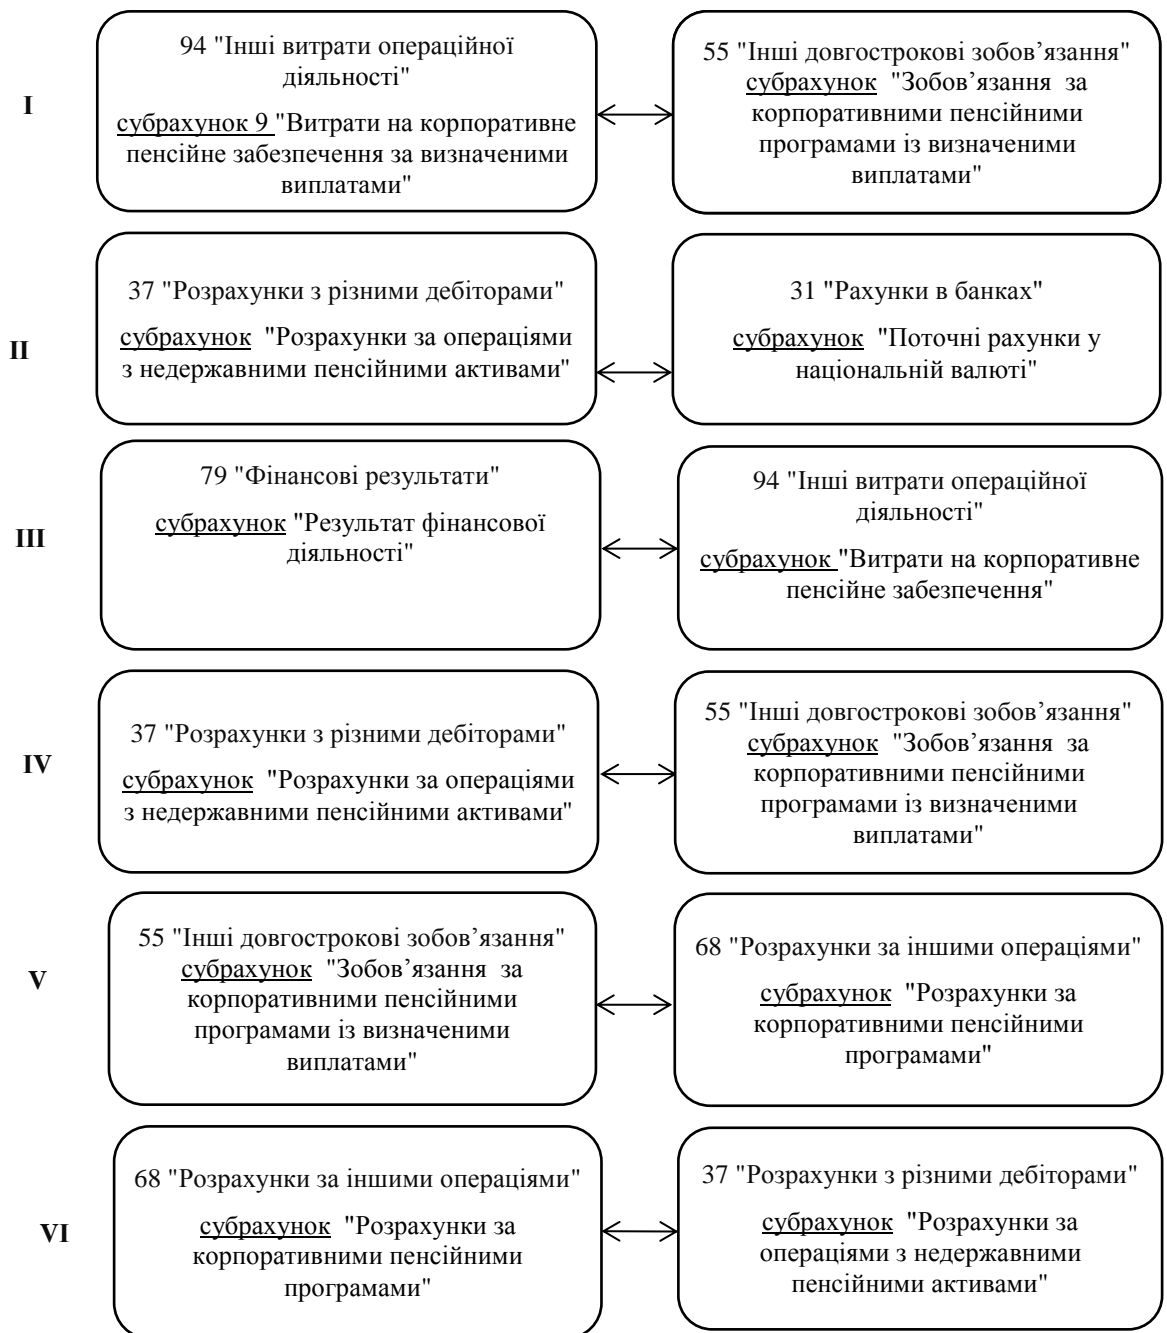 I
94 "Інші витрати операційної
діяльності"
субрахунок 9 "Витрати на корпоративне
пенсійне забезпечення за визначеними
виплатами"
55 "Інші довгострокові зобов’язання"
субрахунок "Зобов’язання за
корпоративними пенсійними
програмами із визначеними
виплатами"
II
37 "Розрахунки з різними дебіторами"
субрахунок "Розрахунки за операціями
з недержавними пенсійними активами"
31 "Рахунки в банках"
субрахунок "Поточні рахунки у
національній валюті"
III
79 "Фінансові результати"
субрахунок "Результат фінансової
діяльності"
94 "Інші витрати операційної
діяльності"
субрахунок "Витрати на корпоративне
пенсійне забезпечення"
IV
37 "Розрахунки з різними дебіторами"
субрахунок "Розрахунки за операціями
з недержавними пенсійними активами"
55 "Інші довгострокові зобов’язання"
субрахунок "Зобов’язання за
корпоративними пенсійними
програмами із визначеними
виплатами"
V
55 "Інші довгострокові зобов’язання"
субрахунок "Зобов’язання за
корпоративними пенсійними
програмами із визначеними
виплатами"
68 "Розрахунки за іншими операціями"
субрахунок "Розрахунки за
корпоративними пенсійними
програмами"
VI
68 "Розрахунки за іншими операціями"
субрахунок "Розрахунки за
корпоративними пенсійними
програмами"
37 "Розрахунки з різними дебіторами"
субрахунок "Розрахунки за
операціями з недержавними
пенсійними активами"